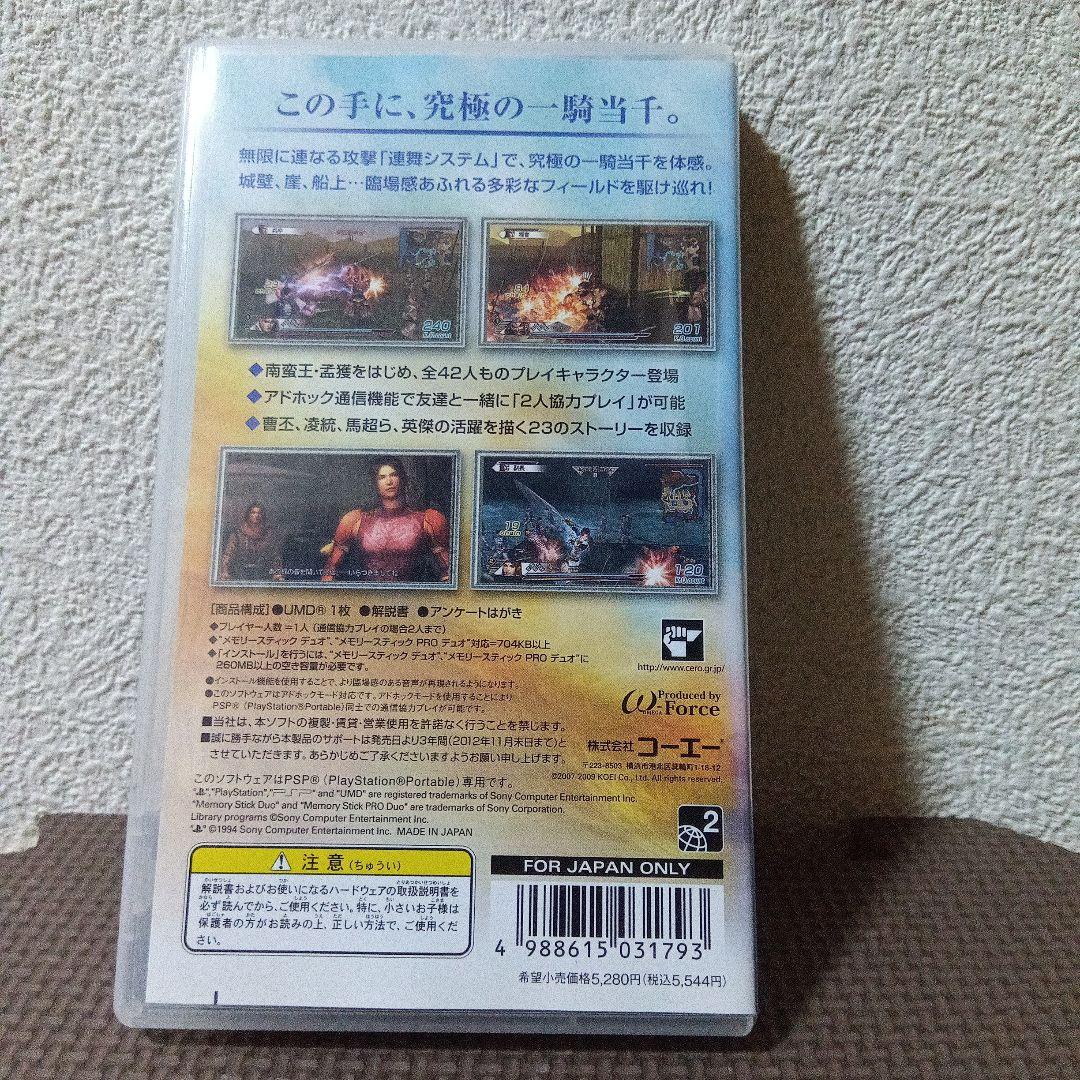 この手に、究極の一騎当千。
無限に連なる攻撃「連舞システム」で、究極の一騎当千を体感。
城壁、崖、船上…臨場感あふれる多彩なフィールドを駆け巡れ!
240
201
◆南蛮王・孟獲をはじめ、全42人ものプレイキャラクター登場
◆アドホック通信機能で友達と一緒に「2人協力プレイ」が可能
◆曹丕、凌統、馬超ら、英傑の活躍を描く23のストーリーを収録
19
120
[商品構成]●UMD® 1枚 ●解説書 ●アンケートはがき
◆プレイヤー人数=1人(通信協力プレイの場合2人まで)
◆"メモリースティック デュオ"、"メモリースティック PRO デュオ"対応=704KB以上
◆「インストール」を行うには、"メモリースティック デュオ"、"メモリースティック PRO デュオ"に
260MB以上の空き容量が必要です。
●インストール機能を使用することで、より臨場感のある音声が再現されるようになります。
●このソフトウェアはアドホックモード対応です。アドホックモードを使用することにより
PSP®(PlayStation®Portable)同士での通信協力プレイが可能です。
http://www.cero.gr.jp/
ω Produced by
OMEGA Force
■当社は、本ソフトの複製・賃貸・営業使用を許諾なく行うことを禁じます。
■誠に勝手ながら本製品のサポートは発売日より3年間(2012年11月末日まで)と
させていただきます。あらかじめご了承くださいますようお願い申し上げます。
株式会社 コーエー®
〒223-8503 横浜市港北区箕輪町1-18-12
©2007-2009 KOEI Co., Ltd. All rights reserved.
このソフトウェアはPSP®(PlayStation®Portable)専用です。
", "PlayStation", "PSP" and "UMD" are registered trademarks of Sony Computer Entertainment Inc.
"Memory Stick Duo" and "Memory Stick PRO Duo" are trademarks of Sony Corporation.
Library programs ©Sony Computer Entertainment Inc.
" ©1994 Sony Computer Entertainment Inc. MADE IN JAPAN
2
注意(ちゅうい)
解説書およびお使いになるハードウェアの取扱説明書を
必ず読んでから、ご使用ください。特に、小さいお子様は
保護者の方がお読みの上、正しい方法で、ご使用くだ
さい。
FOR JAPAN ONLY
4 988615 031793
希望小売価格5,280円(税込5,544円)